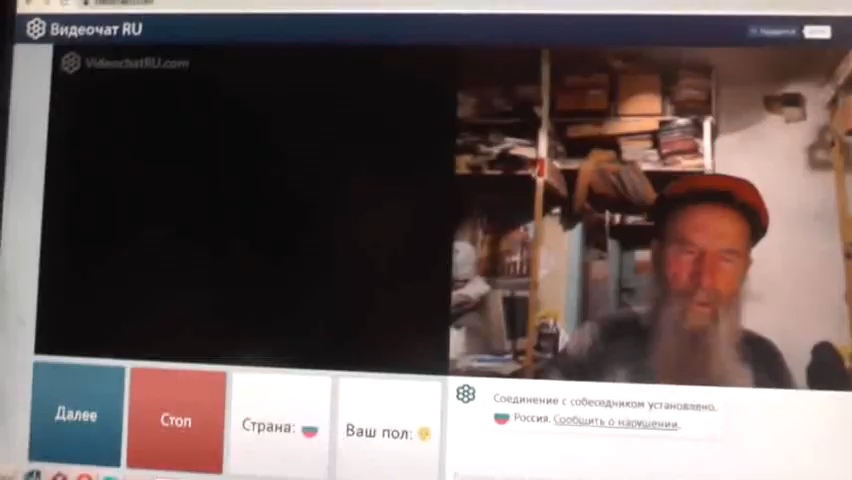 Видеочат RU
VideochatRU.com
Далее
Стоп
Страна:
Ваш пол:
Соединение с собеседником установлено.
Россия. Сообщить о нарушении.